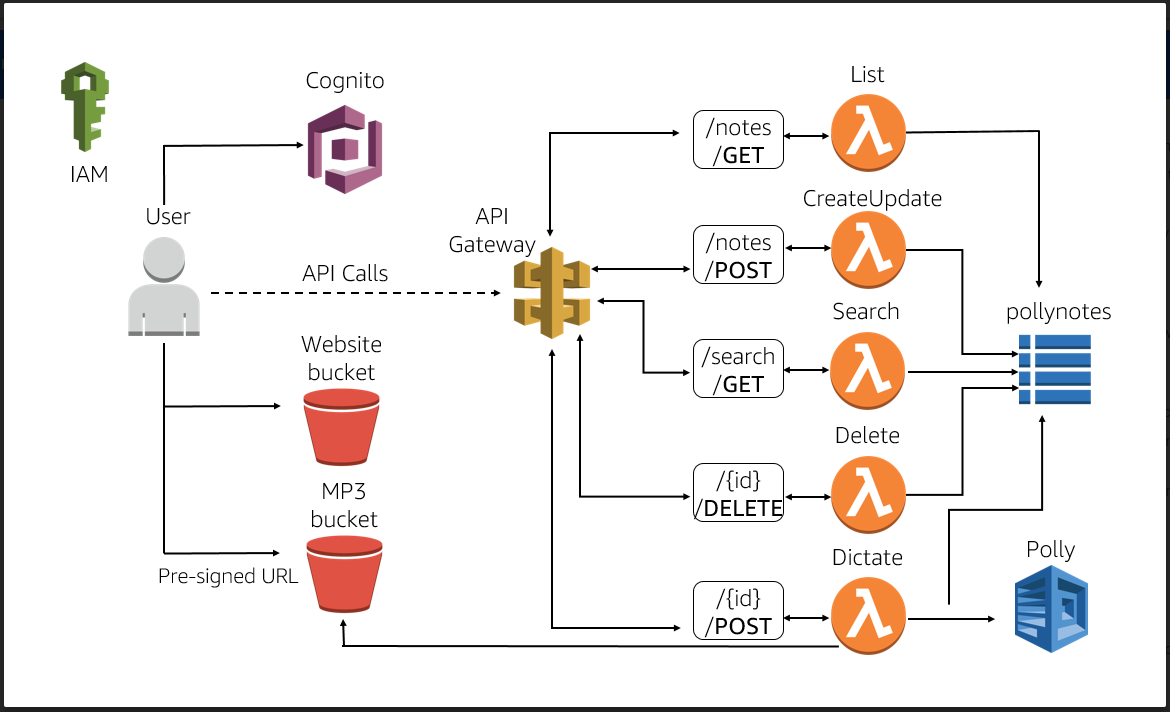 IAM
Cognito
User
API Calls
Website
bucket
MP3
bucket
Pre-signed URL
API
Gateway
/notes
/GET
List
/notes
/POST
CreateUpdate
/search
/GET
Search
/{id}
/DELETE
Delete
/{id}
/POST
Dictate
pollynotes
Polly